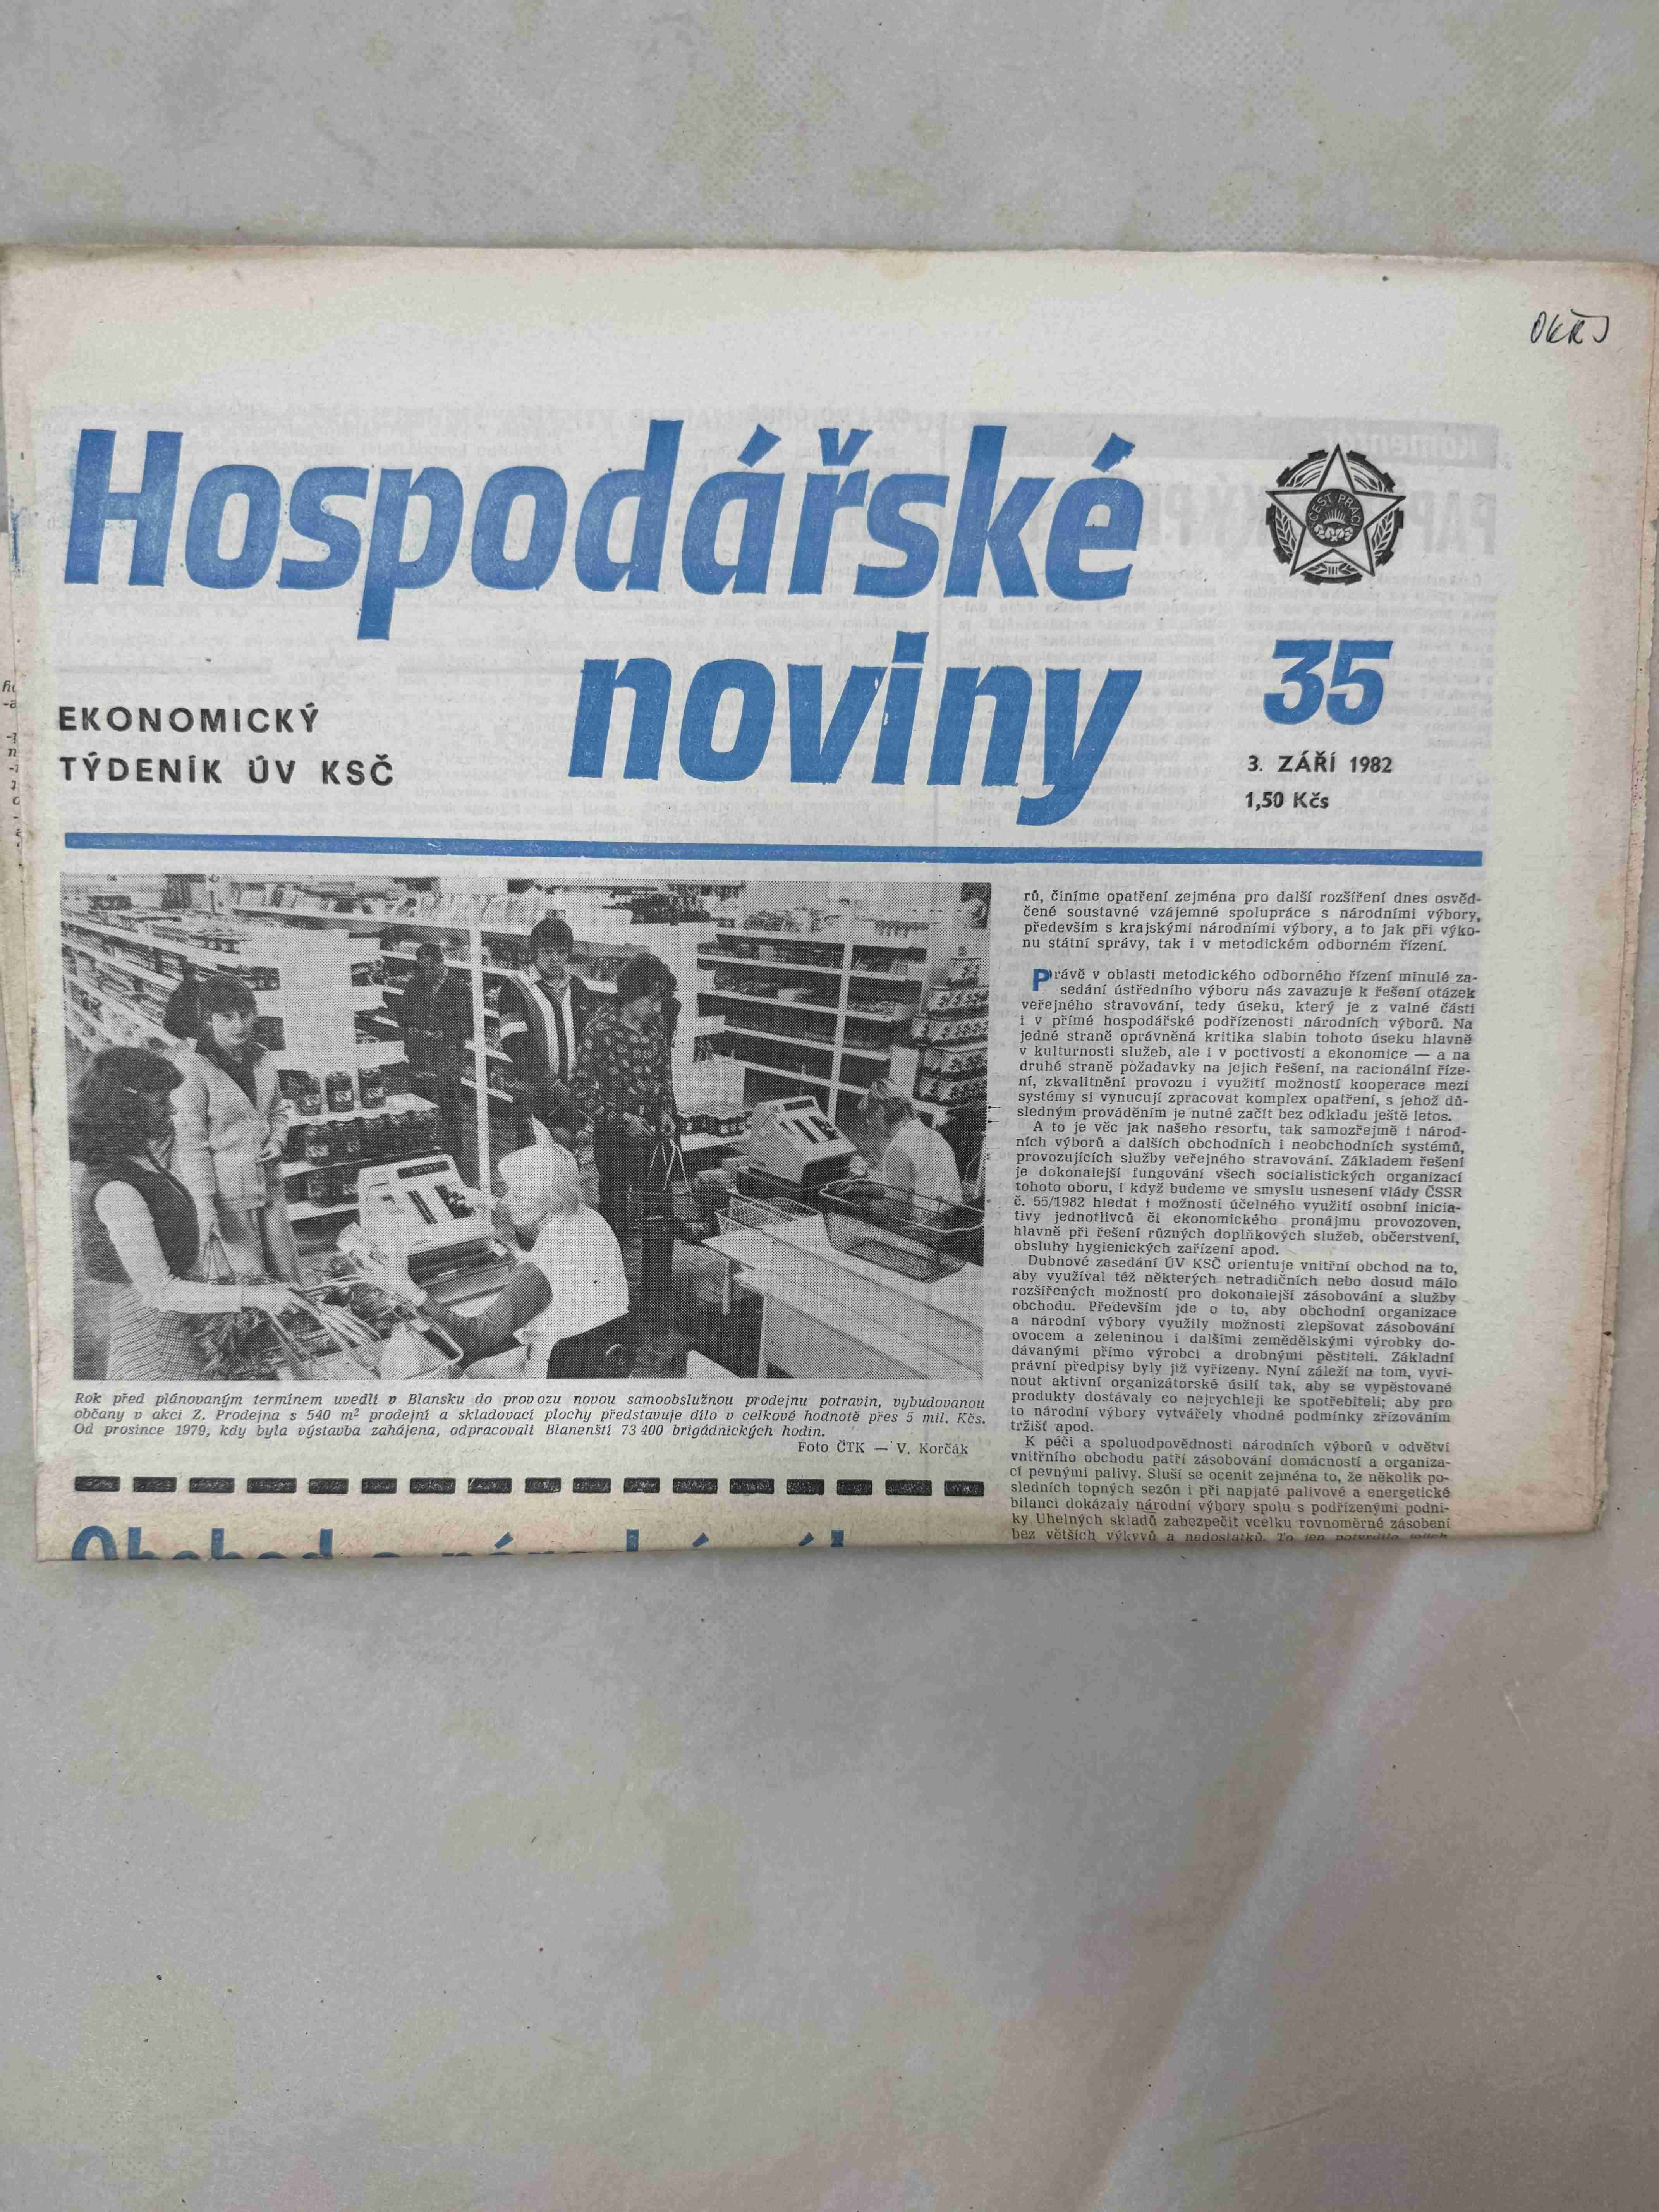 OKŘJ
Hospodářské
noviny
EKONOMICKÝ
TÝDENÍK ÚV KSČ
ČEST PRÁCI
35
3. ZÁŘÍ 1982
1,50 Kčs
Rok před plánovaným termínem uvedli v Blansku do provozu novou samoobslužnou prodejnu potravin, vybudovanou
občany v akci Z. Prodejna s 540 m² prodejní a skladovací plochy představuje dílo v celkové hodnotě přes 5 mil. Kčs.
Od prosince 1979, kdy byla výstavba zahájena, odpracovali Blanenští 73 400 brigádnických hodin.
Foto ČTK — V. Korčák
rů, činíme opatření zejména pro další rozšíření dnes osvěd-
čené soustavné vzájemné spolupráce s národními výbory,
především s krajskými národními výbory, a to jak při výko-
nu státní správy, tak i v metodickém odborném řízení.
Právě v oblasti metodického odborného řízení minulé za-
sedání ústředního výboru nás zavazuje k řešení otázek
veřejného stravování, tedy úseku, který je z valné části
i v přímé hospodářské podřízenosti národních výborů. Na
jedné straně oprávněná kritika slabin tohoto úseku hlavně
v kulturnosti služeb, ale i v poctivosti a ekonomice — a na
druhé straně požadavky na jejich řešení, na racionální říze-
ní, zkvalitnění provozu i využití možností kooperace mezi
systémy si vynucují zpracovat komplex opatření, s jehož dů-
sledným prováděním je nutné začít bez odkladu ještě letos.
A to je věc jak našeho resortu, tak samozřejmě i národ-
ních výborů a dalších obchodních i neobchodních systémů,
provozujících služby veřejného stravování. Základem řešení
je dokonalejší fungování všech socialistických organizací
tohoto oboru, i když budeme ve smyslu usnesení vlády ČSSR
č. 55/1982 hledat i možnosti účelného využití osobní inicia-
tivy jednotlivců či ekonomického pronájmu provozoven,
hlavně při řešení různých doplňkových služeb, občerstvení,
obsluhy hygienických zařízení apod.
Dubnové zasedání ÚV KSČ orientuje vnitřní obchod na to,
aby využíval též některých netradičních nebo dosud málo
rozšířených možností pro dokonalejší zásobování a služby
obchodu. Především jde o to, aby obchodní organizace
a národní výbory využily možnosti zlepšovat zásobování
ovocem a zeleninou i dalšími zemědělskými výrobky do-
dávanými přímo výrobci a drobnými pěstiteli. Základní
právní předpisy byly již vyřízeny. Nyní záleží na tom, vyvi-
nout aktivní organizátorské úsilí tak, aby se vypěstované
produkty dostávaly co nejrychleji ke spotřebiteli; aby pro
to národní výbory vytvářely vhodné podmínky zřizováním
tržišť apod.
K péči a spoluodpovědnosti národních výborů v odvětví
vnitřního obchodu patří zásobování domácností a organiza-
cí pevnými palivy. Sluší se ocenit zejména to, že několik po-
sledních topných sezón i při napjaté palivové a energetické
bilanci dokázaly národní výbory spolu s podřízenými podni-
ky Uhelných skladů zabezpečit vcelku rovnoměrné zásobení
bez větších výkyvů a nedostatků. To jen potvrdilo jejich
Obchod a